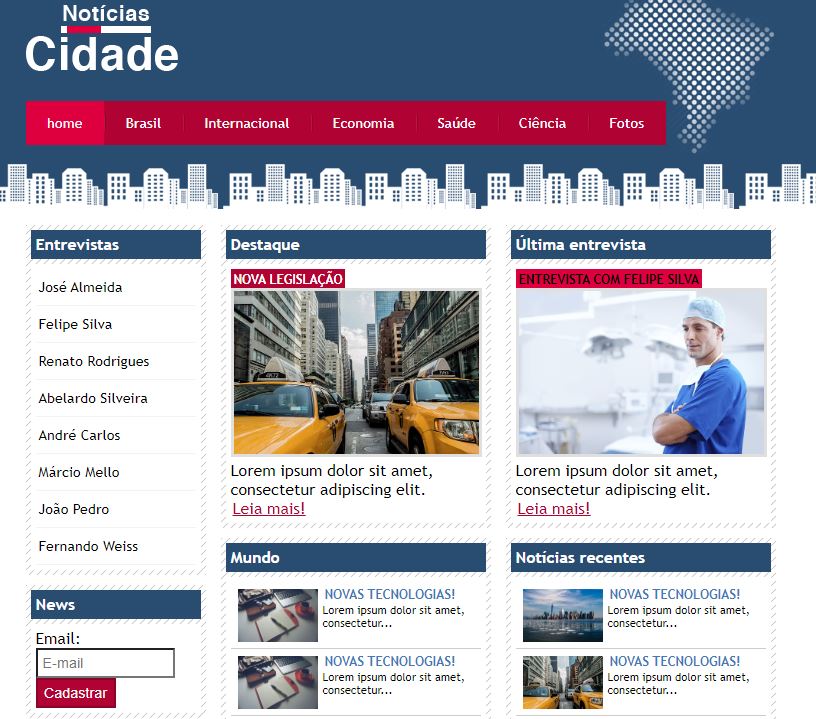 Notícias
Cidade
home Brasil Internacional Economia Saúde Ciência Fotos
Entrevistas
José Almeida
Felipe Silva
Renato Rodrigues
Abelardo Silveira
André Carlos
Márcio Mello
João Pedro
Fernando Weiss
News
Email:
E-mail
Cadastrar
Destaque
NOVA LEGISLAÇÃO
Lorem ipsum dolor sit amet,
consectetur adipiscing elit.
Leia mais!
Última entrevista
ENTREVISTA COM FELIPE SILVA
Lorem ipsum dolor sit amet,
consectetur adipiscing elit.
Leia mais!
Mundo
NOVAS TECNOLOGIAS!
Lorem ipsum dolor sit amet,
consectetur...
NOVAS TECNOLOGIAS!
Lorem ipsum dolor sit amet,
consectetur...
Notícias recentes
NOVAS TECNOLOGIAS!
Lorem ipsum dolor sit amet,
consectetur...
NOVAS TECNOLOGIAS!
Lorem ipsum dolor sit amet,
consectetur...